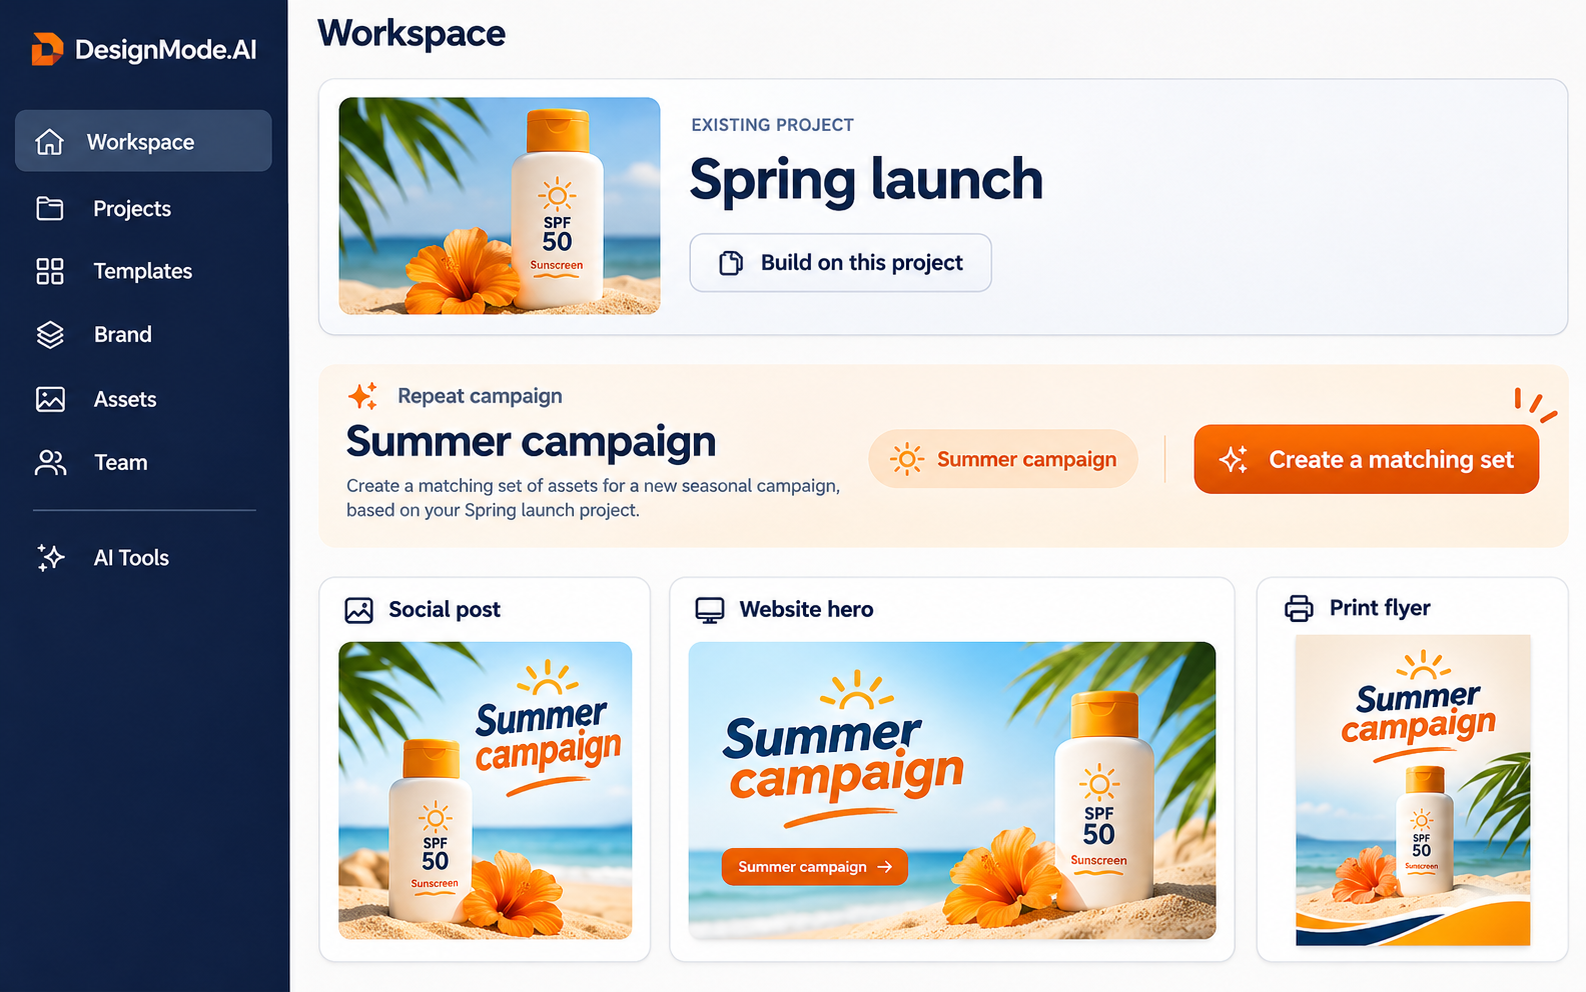 DesignMode.AI
Workspace
Projects
Templates
Brand
Assets
Team
AI Tools
Workspace
SPF
50
Sunscreen
EXISTING PROJECT
Spring launch
Build on this project
Repeat campaign
Summer campaign
Create a matching set of assets for a new seasonal campaign,
based on your Spring launch project.
Summer campaign
Create a matching set
Social post
Summer
campaign
SPF
50
Sunscreen
Website hero
Summer
campaign
Summer campaign →
SPF
50
Sunscreen
Print flyer
Summer
campaign
SPF
50
Sunscreen